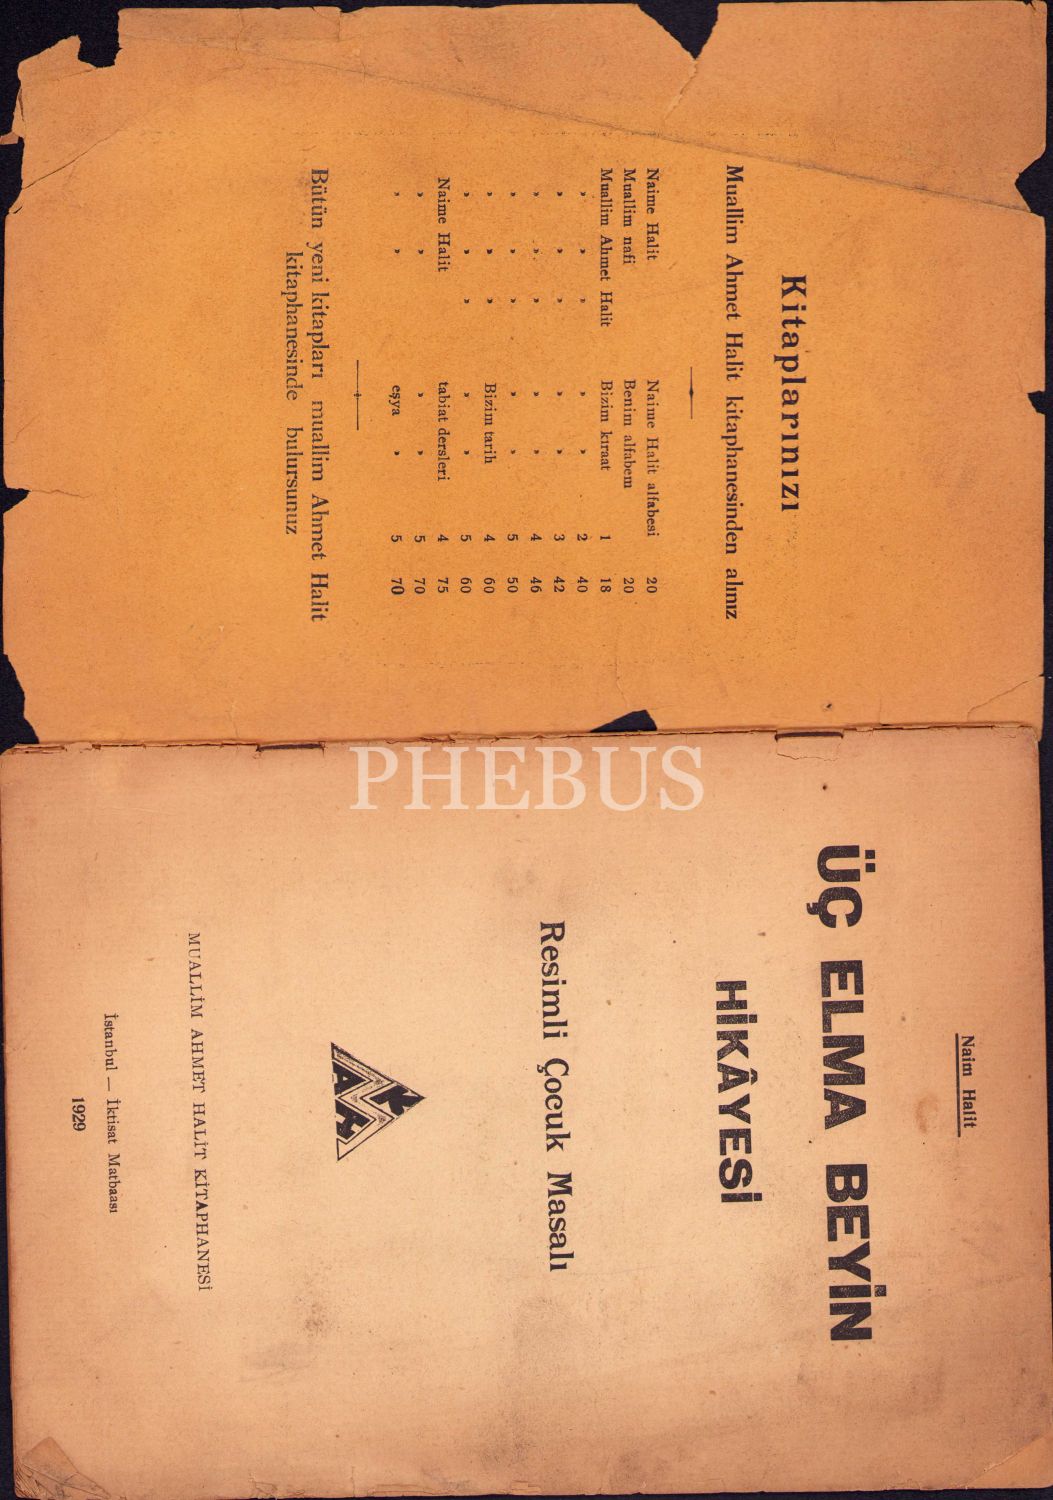 Kitaplarınızı
Muallim Ahmet Halit kitaphanesinden alınız
Naime Halit Naime Halit alfabesi 20
Muallim nafi Benim alfabem 20
Muallim Ahmet Halit Bizim kıraat 1 18
» » » » » 2 40
» » » » » 3 42
» » » » » 4 46
» » » » » 5 50
» » » Bizim tarih 4 60
» » » » » 5 60
Naime Halit tabiat dersleri 4 75
» » » » 5 70
» » eşya » 5 70
Bütün yeni kitapları muallim Ahmet Halit
kitaphanesinde bulursunuz
Naim Halit
ÜÇ ELMA BEYİN
HİKÂYESİ
Resimli Çocuk Masalı
MUALLİM AHMET HALİT KİTAPHANESİ
İstanbul — İktisat Matbaası
1929
PHEBUS